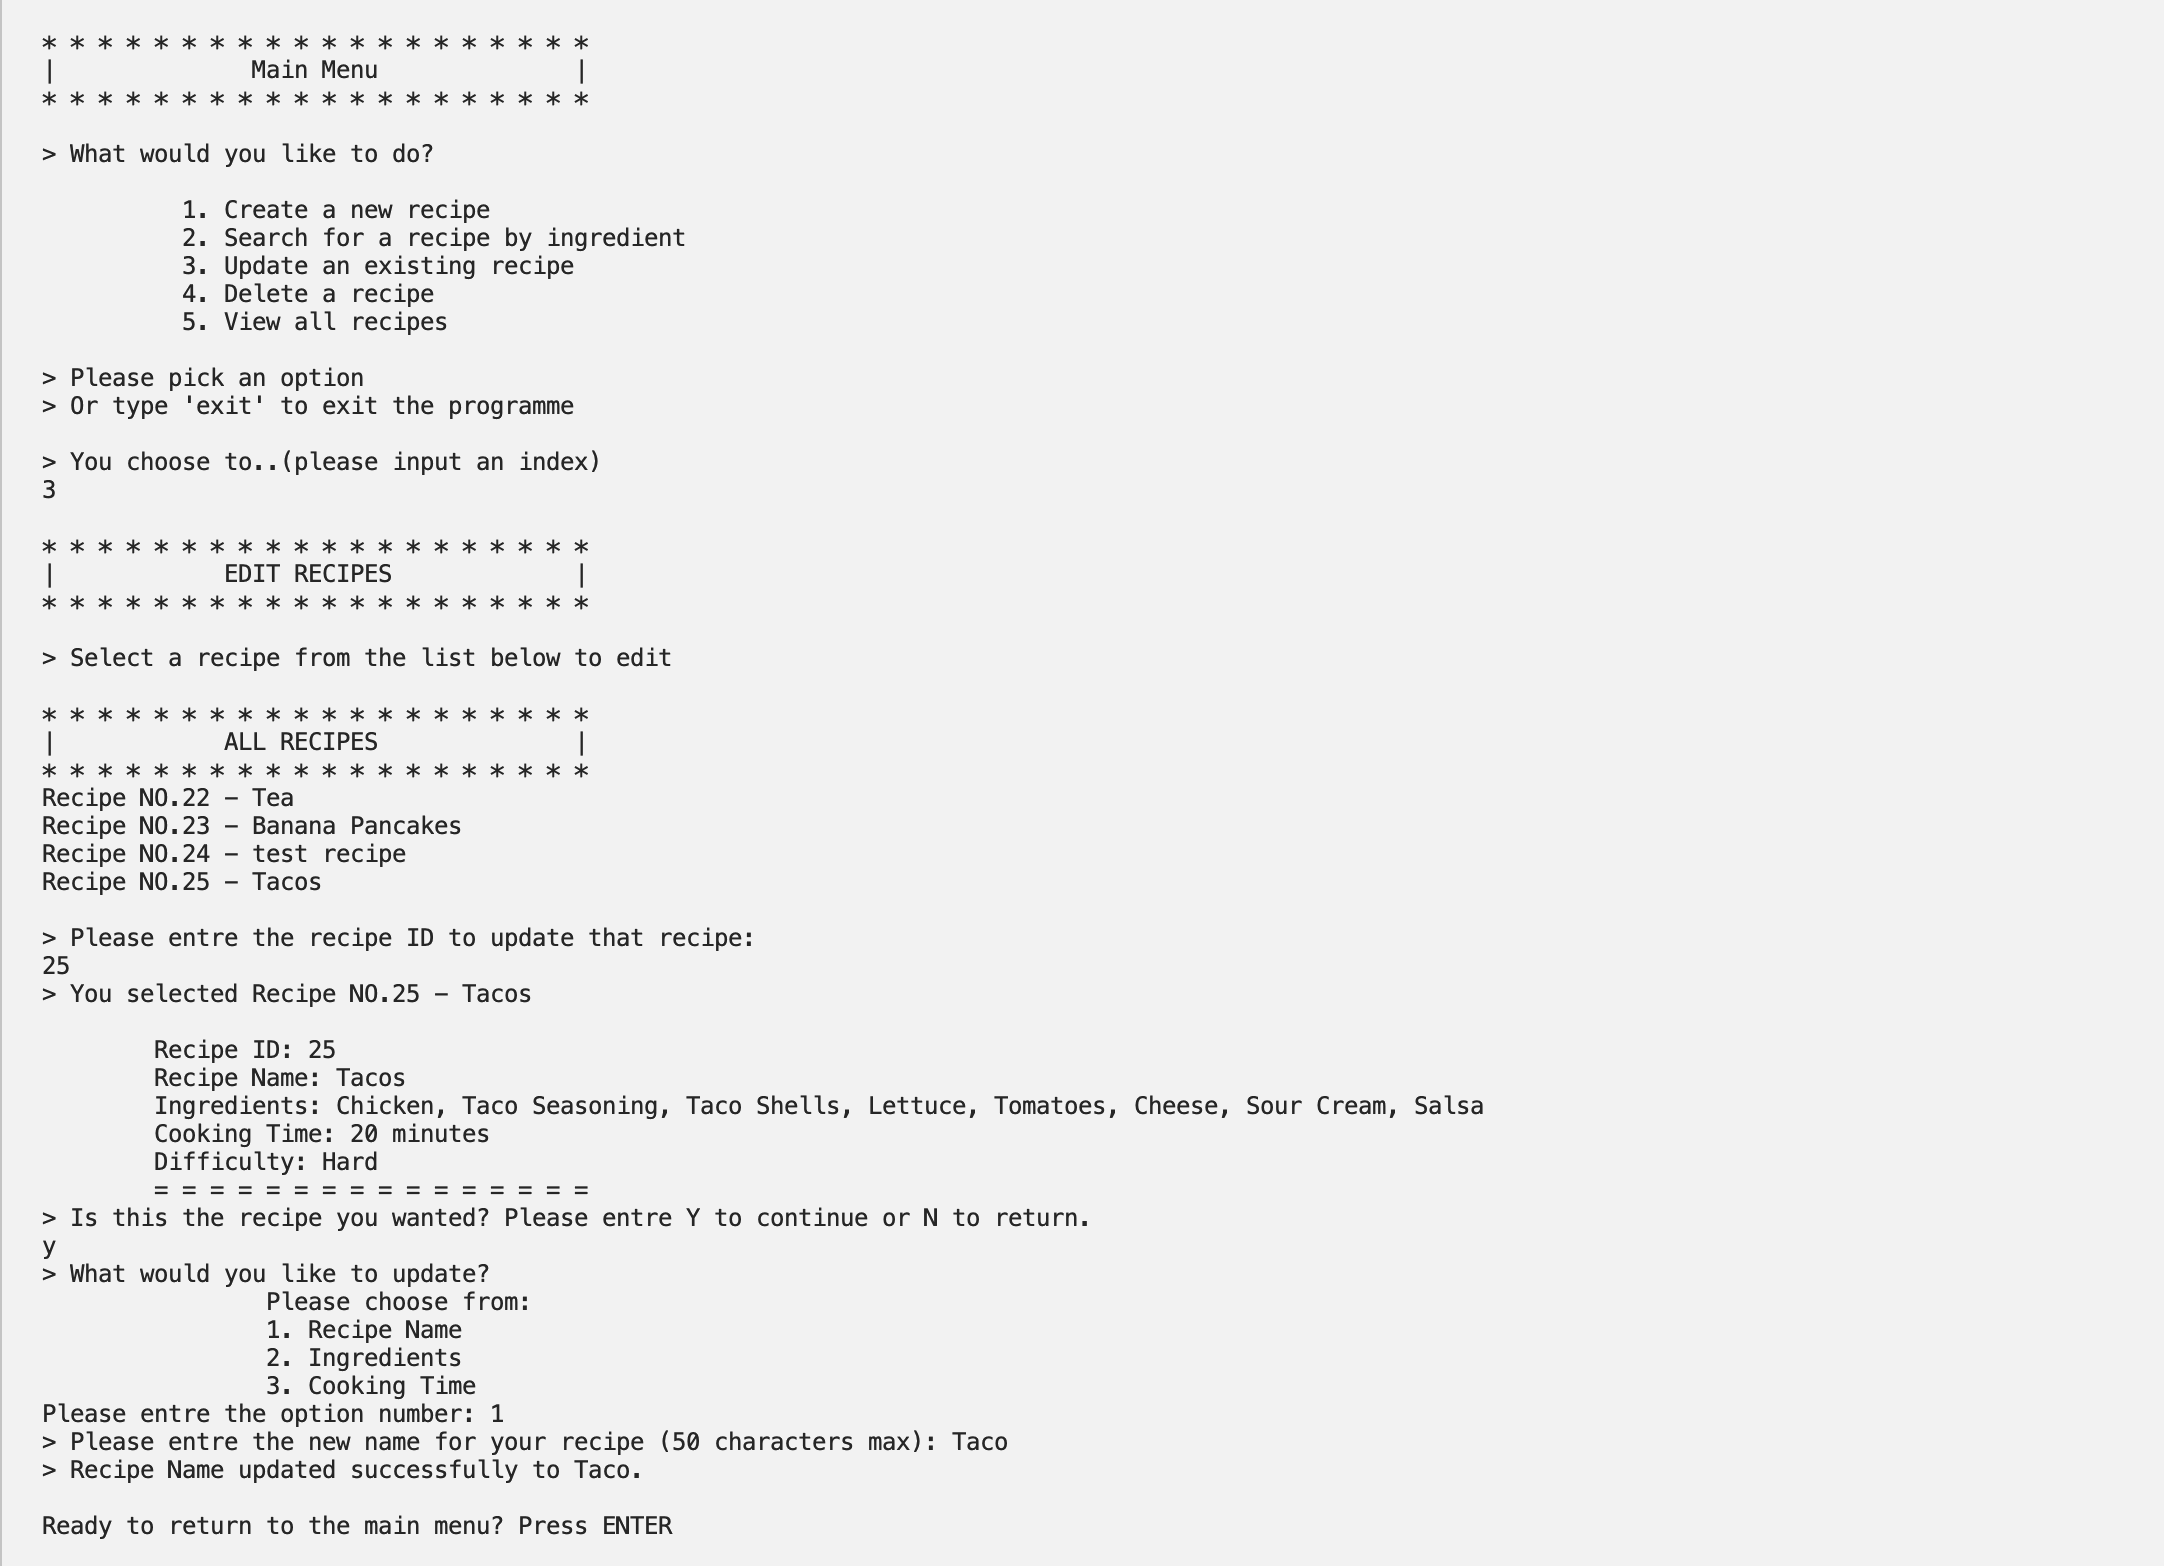 * * * * * * * * * * * * * * * * * * * *
|              Main Menu              |
* * * * * * * * * * * * * * * * * * * *
> What would you like to do?
1. Create a new recipe
2. Search for a recipe by ingredient
3. Update an existing recipe
4. Delete a recipe
5. View all recipes
> Please pick an option
> Or type 'exit' to exit the programme
> You choose to..(please input an index)
3
* * * * * * * * * * * * * * * * * * * *
|            EDIT RECIPES             |
* * * * * * * * * * * * * * * * * * * *
> Select a recipe from the list below to edit
* * * * * * * * * * * * * * * * * * * *
|            ALL RECIPES              |
* * * * * * * * * * * * * * * * * * * *
Recipe NO.22 – Tea
Recipe NO.23 – Banana Pancakes
Recipe NO.24 – test recipe
Recipe NO.25 – Tacos
> Please entre the recipe ID to update that recipe:
25
> You selected Recipe NO.25 – Tacos
Recipe ID: 25
Recipe Name: Tacos
Ingredients: Chicken, Taco Seasoning, Taco Shells, Lettuce, Tomatoes, Cheese, Sour Cream, Salsa
Cooking Time: 20 minutes
Difficulty: Hard
= = = = = = = = = = = = = = = =
> Is this the recipe you wanted? Please entre Y to continue or N to return.
y
> What would you like to update?
Please choose from:
1. Recipe Name
2. Ingredients
3. Cooking Time
Please entre the option number: 1
> Please entre the new name for your recipe (50 characters max): Taco
> Recipe Name updated successfully to Taco.
Ready to return to the main menu? Press ENTER